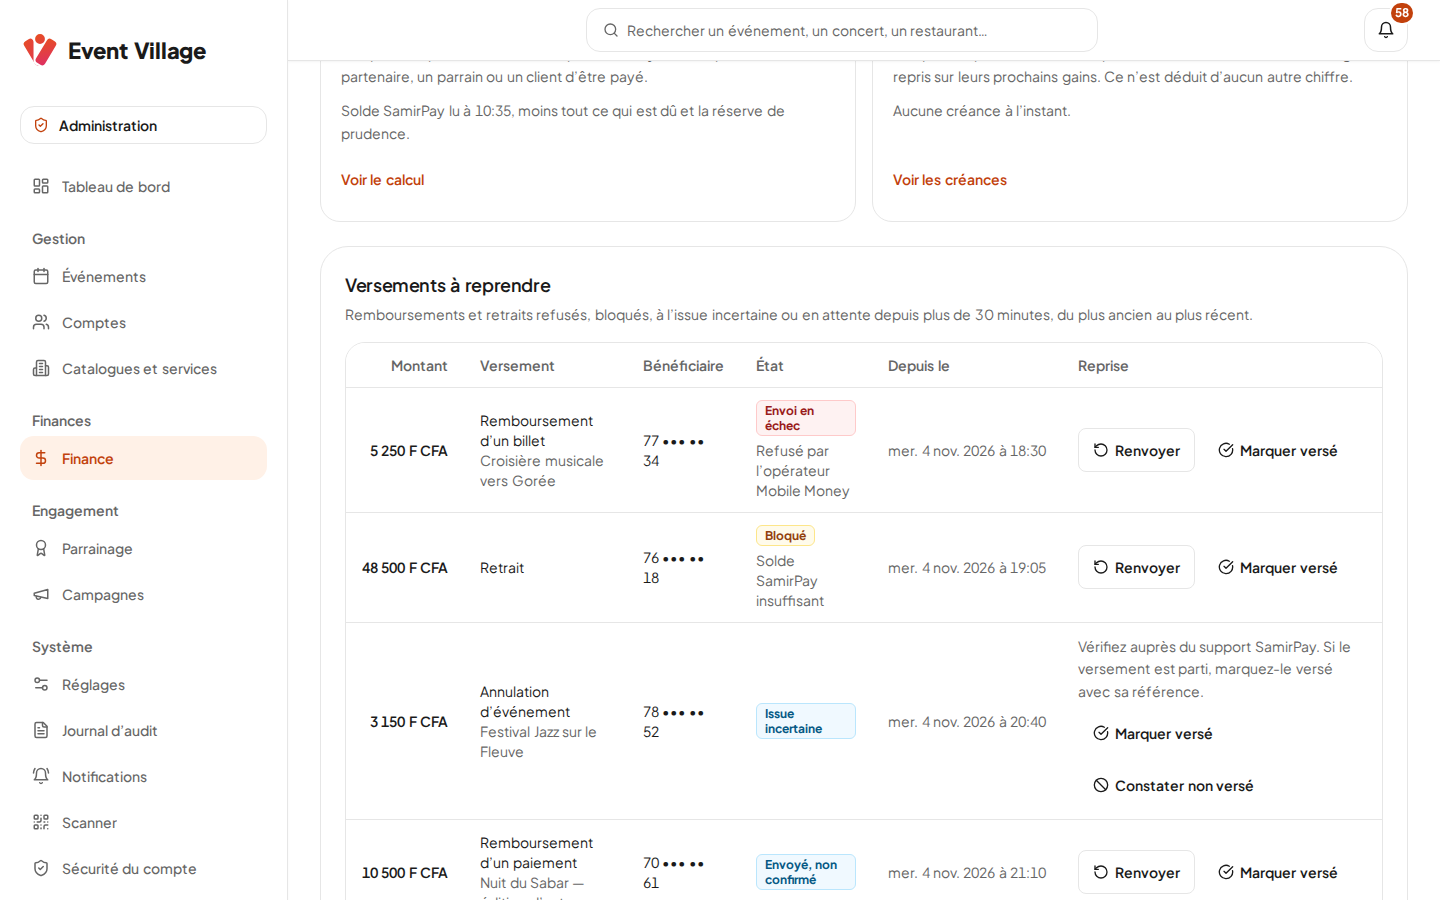 Event Village
Rechercher un événement, un concert, un restaurant...
58
Administration
Tableau de bord
Gestion
Événements
Comptes
Catalogues et services
Finances
Finance
Engagement
Parrainage
Campagnes
Système
Réglages
Journal d'audit
Notifications
Scanner
Sécurité du compte
partenaire, un parrain ou un client d'être payé.
Solde SamirPay lu à 10:35, moins tout ce qui est dû et la réserve de
prudence.
Voir le calcul
repris sur leurs prochains gains. Ce n'est déduit d'aucun autre chiffre.
Aucune créance à l'instant.
Voir les créances
Versements à reprendre
Remboursements et retraits refusés, bloqués, à l'issue incertaine ou en attente depuis plus de 30 minutes, du plus ancien au plus récent.
Montant Versement Bénéficiaire État Depuis le Reprise
5 250 F CFA
Remboursement
d'un billet
Croisière musicale
vers Gorée
77 ••• ••
34
Envoi en
échec
Refusé par
l'opérateur
Mobile Money
mer. 4 nov. 2026 à 18:30
Renvoyer
Marquer versé
48 500 F CFA
Retrait
76 ••• ••
18
Bloqué
Solde
SamirPay
insuffisant
mer. 4 nov. 2026 à 19:05
Renvoyer
Marquer versé
3 150 F CFA
Annulation
d'événement
Festival Jazz sur le
Fleuve
78 ••• ••
52
Issue
incertaine
mer. 4 nov. 2026 à 20:40
Vérifiez auprès du support SamirPay. Si le
versement est parti, marquez-le versé
avec sa référence.
Marquer versé
Constater non versé
10 500 F CFA
Remboursement
d'un paiement
Nuit du Sabar —
70 ••• ••
61
Envoyé, non
confirmé
mer. 4 nov. 2026 à 21:10
Renvoyer
Marquer versé